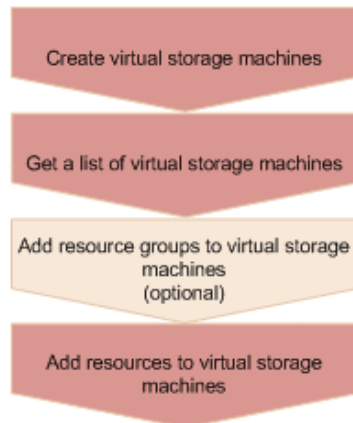 Create virtual storage machines
Get a list of virtual storage machines
Add resource groups to virtual storage
machines
(optional)
Add resources to virtual storage
machines